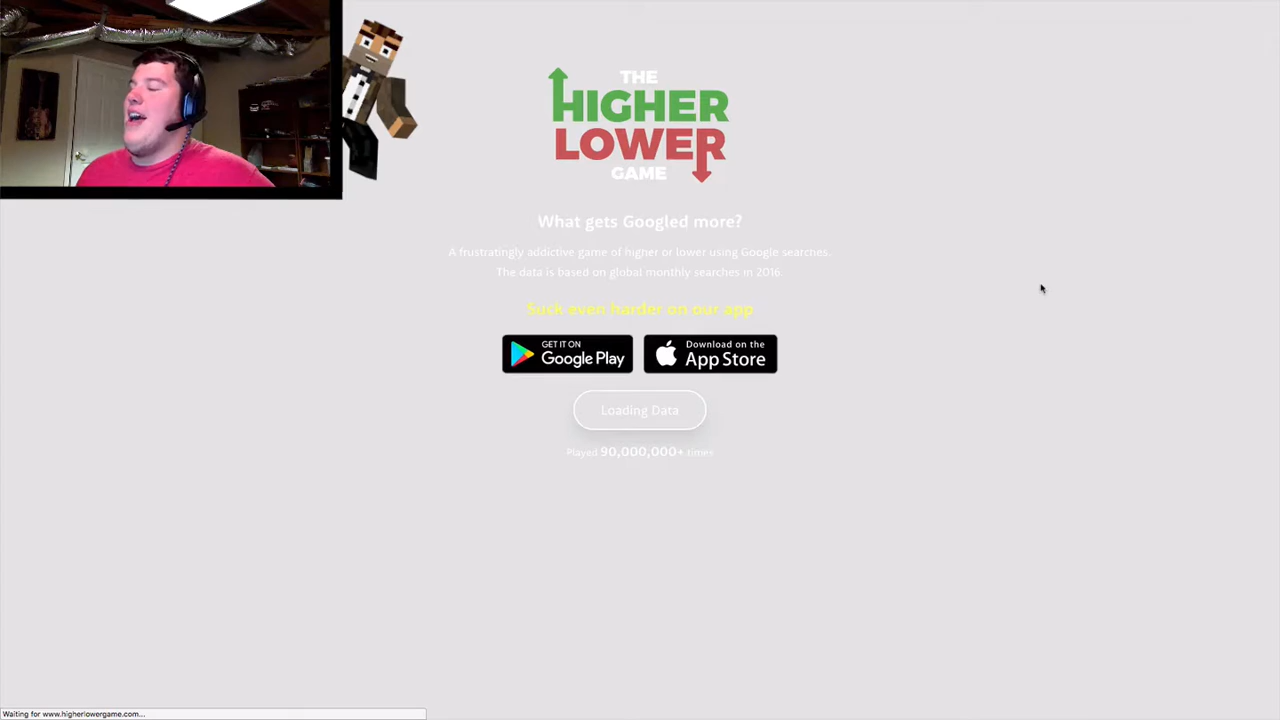 THE
HIGHER
LOWER
GAME
What gets Googled more?
A frustratingly addictive game of higher or lower using Google searches.
The data is based on global monthly searches in 2016
Suck even harder on our app
GET IT ON
Google Play
Download on the
App Store
Loading Data
Played 90,000,000+ times
Waiting for www.higherlowergame.com...